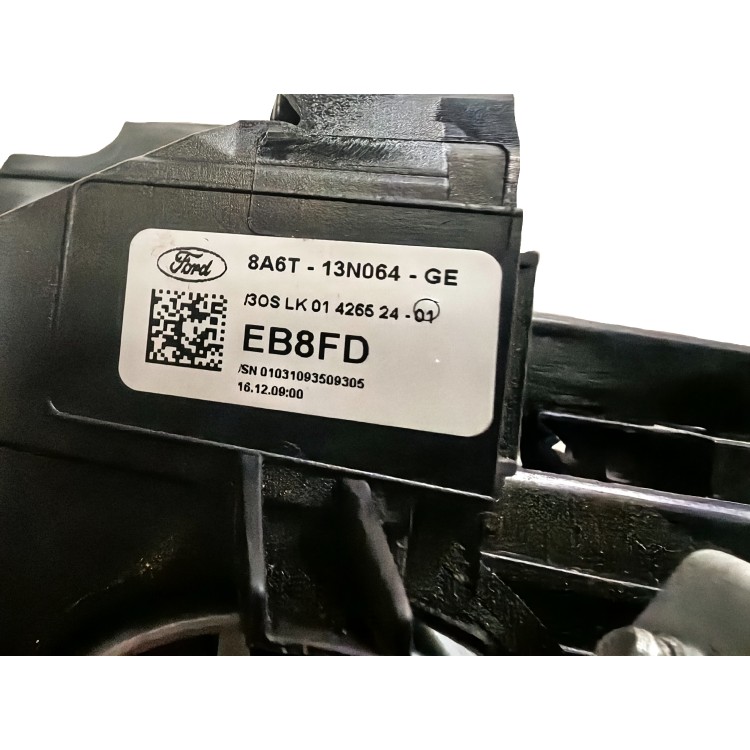 Ford
8A6T - 13N064 - GE
/3OS LK 01 4265 24 - 01
EB8FD
/SN 01031093509305
16.12.09:00